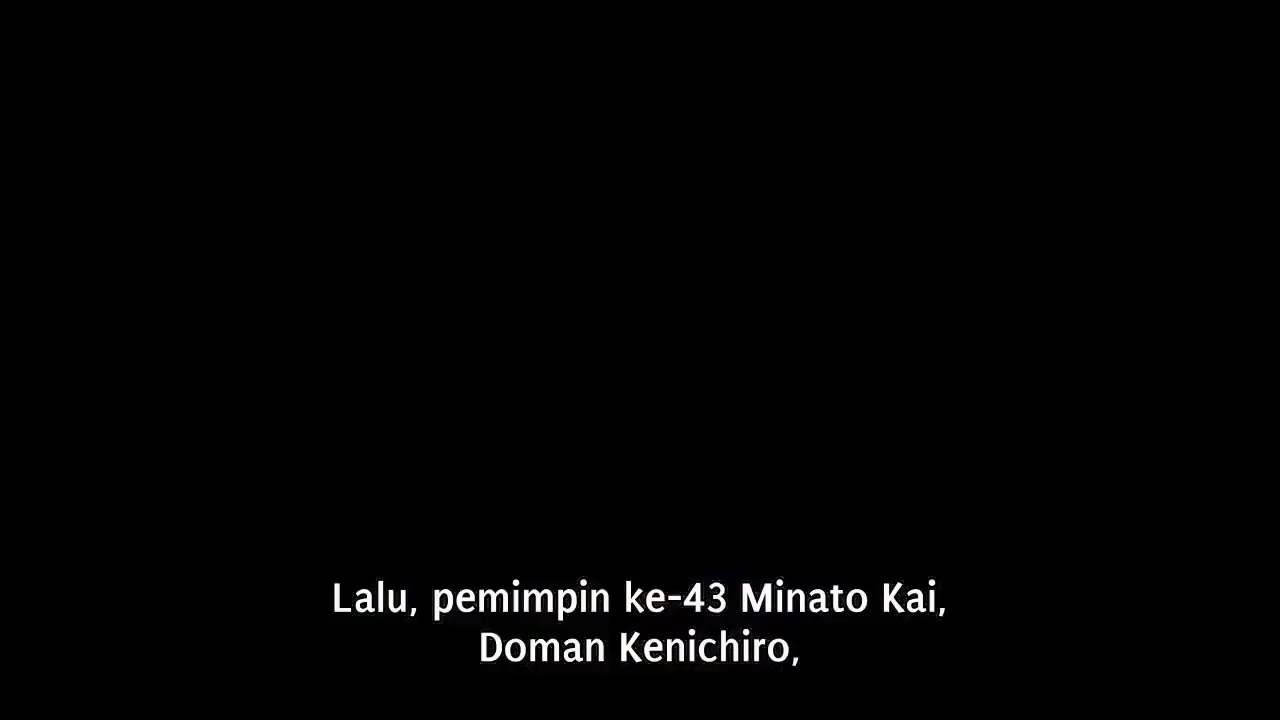 Lalu, pemimpin ke-43 Minato Kai,
Doman Kenichiro,